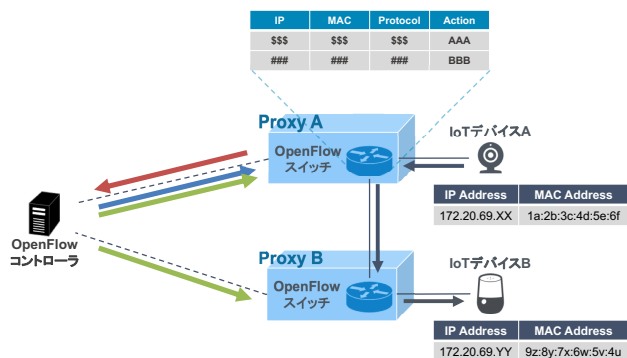 IP MAC Protocol Action
$$$ $$$ $$$ AAA
### ### ### BBB
Proxy A
OpenFlow
スイッチ
IoTデバイスA
IP Address MAC Address
172.20.69.XX 1a:2b:3c:4d:5e:6f
OpenFlow
コントローラ
Proxy B
OpenFlow
スイッチ
IoTデバイスB
IP Address MAC Address
172.20.69.YY 9z:8y:7x:6w:5v:4u